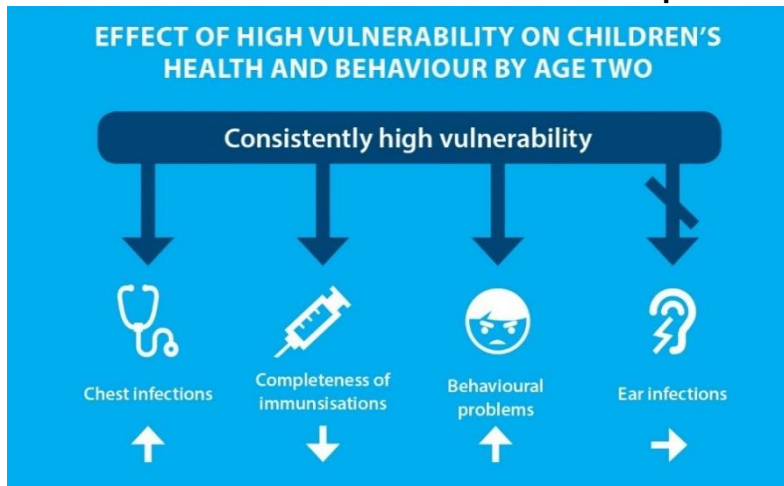 EFFECT OF HIGH VULNERABILITY ON CHILDREN'S
HEALTH AND BEHAVIOUR BY AGE TWO
Consistently high vulnerability
Chest infections
Completeness of
immunsisations
Behavioural
problems
Ear infections